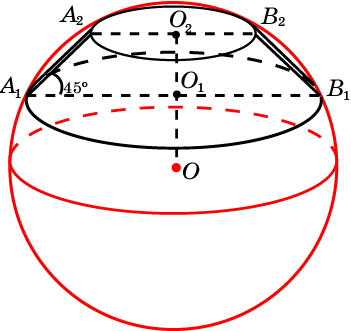 A₂ O₂ B₂
A₁ 45° O₁ B₁
O